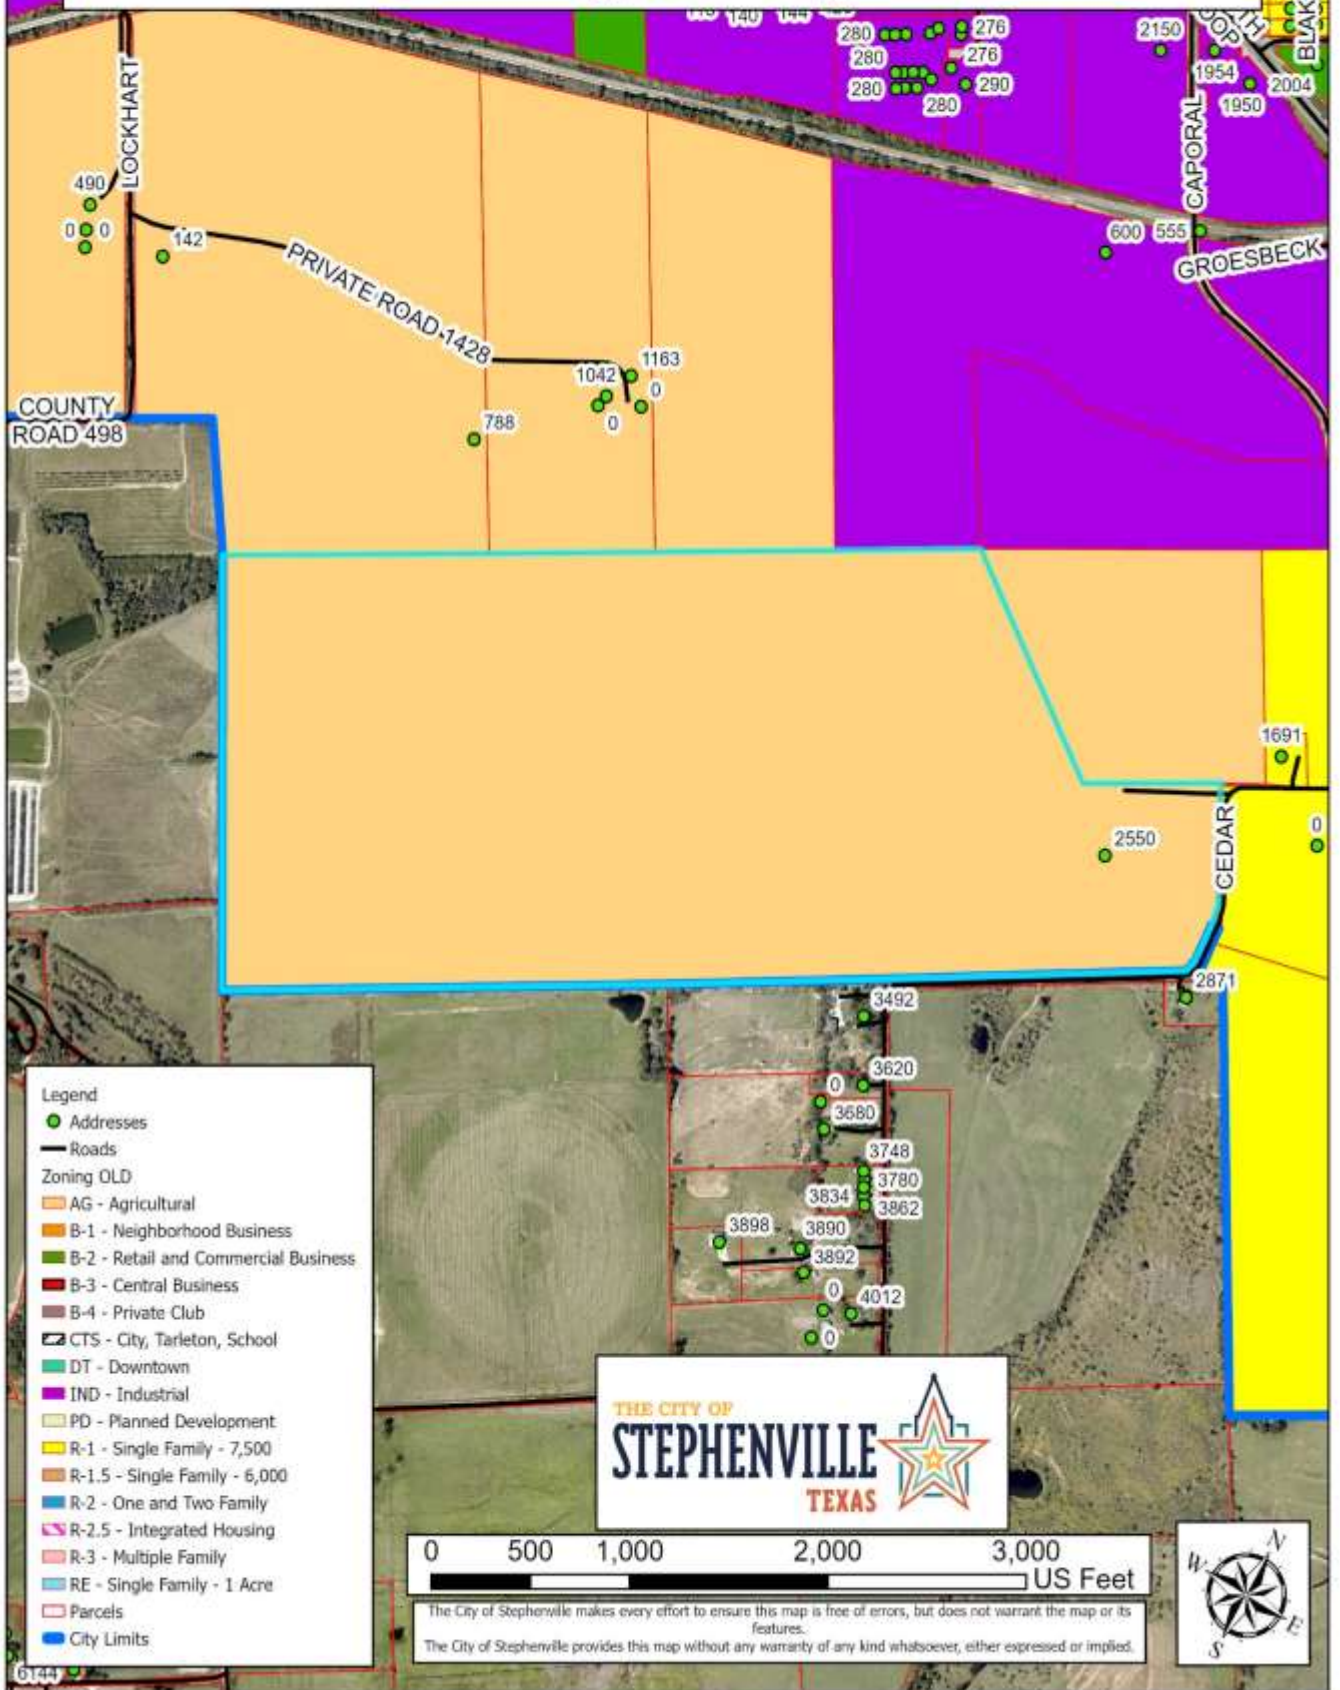 140
144
280
276
2150
280
276
1954
2004
280
290
280
1950
LOCKHART
CAPORAL
BLAK
490
0
0
142
600
555
GROESBECK
PRIVATE ROAD 1428
1163
1042
0
0
COUNTY
ROAD 498
788
1691
2550
0
CEDAR
2871
3492
3620
0
3680
3748
3780
3834
3862
3898
3890
3892
0
4012
0
Legend
Addresses
Roads
Zoning OLD
AG - Agricultural
B-1 - Neighborhood Business
B-2 - Retail and Commercial Business
B-3 - Central Business
B-4 - Private Club
CTS - City, Tarleton, School
DT - Downtown
IND - Industrial
PD - Planned Development
R-1 - Single Family - 7,500
R-1.5 - Single Family - 6,000
R-2 - One and Two Family
R-2.5 - Integrated Housing
R-3 - Multiple Family
RE - Single Family - 1 Acre
Parcels
City Limits
6144
THE CITY OF
STEPHENVILLE
TEXAS
0 500 1,000 2,000 3,000
US Feet
The City of Stephenville makes every effort to ensure this map is free of errors, but does not warrant the map or its
features.
The City of Stephenville provides this map without any warranty of any kind whatsoever, either expressed or implied.
N
W
E
S